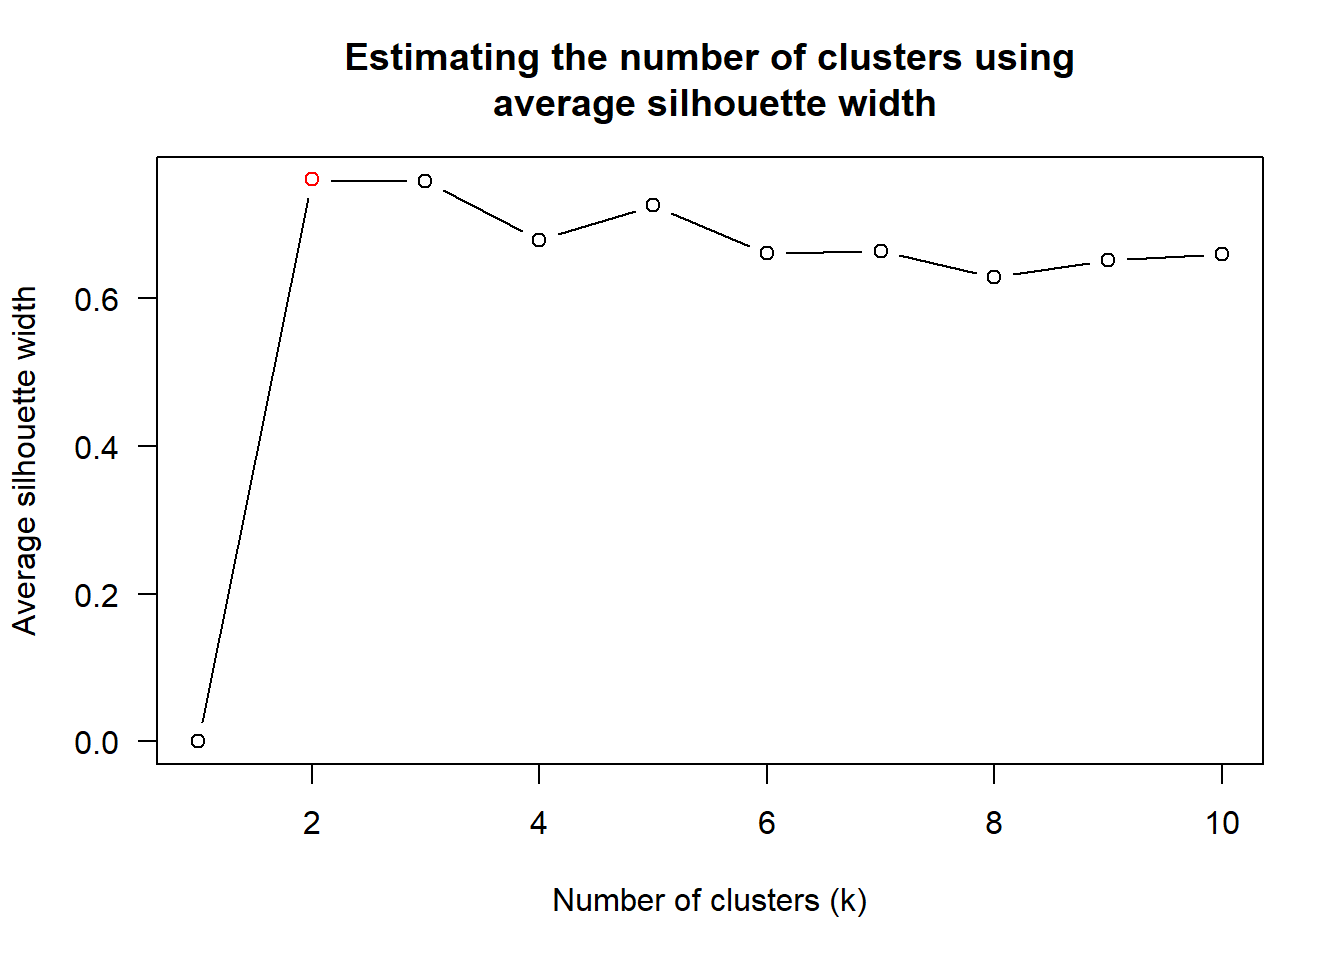 Estimating the number of clusters using
average silhouette width
Average silhouette width
0.6
0.4
0.2
0.0
2 4 6 8 10
Number of clusters (k)